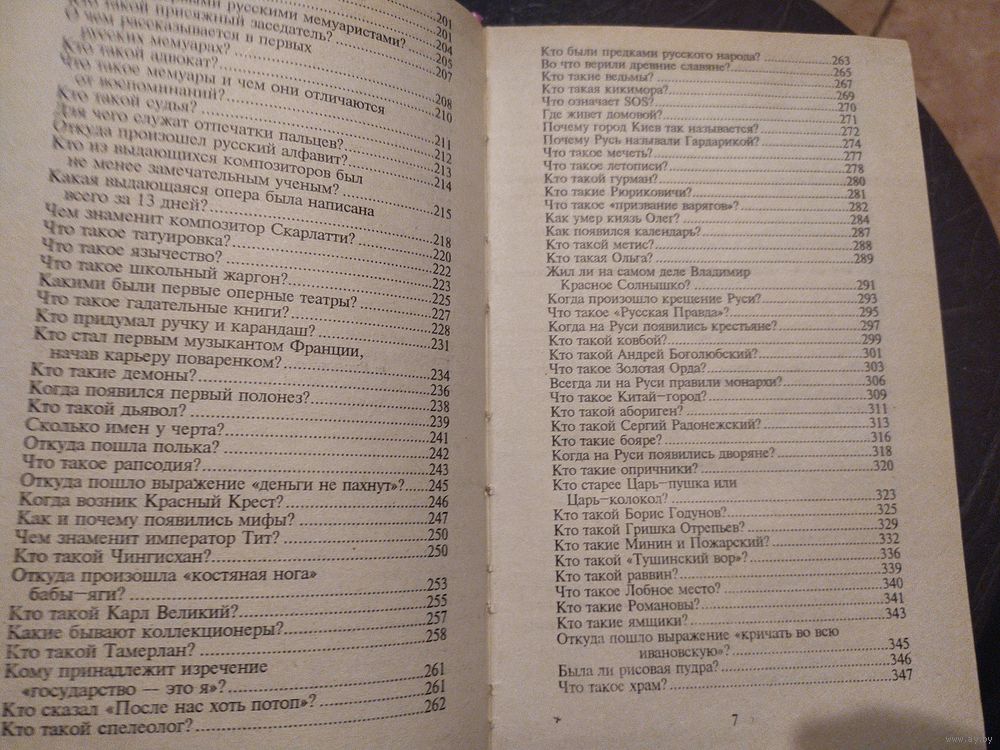 русскими мемуаристами?...201
такой присяжный заседатель?...201
О чем рассказывается в первых ...204
русских мемуарах?...205
Кто такой адвокат?...207
Что такое мемуары и чем они отличаются
от воспоминаний?...208
Кто такой судья?...210
Для чего служат отпечатки пальцев?...211
Откуда произошел русский алфавит?...212
Кто из выдающихся композиторов был ...213
не менее замечательным ученым?...214
Какая выдающаяся опера была написана
всего за 13 дней?...215
Чем знаменит композитор Скарлатти?...218
Что такое татуировка?...220
Что такое язычество?...222
Что такое школьный жаргон?...223
Какими были первые оперные театры?...225
Что такое гадательные книги?...227
Кто придумал ручку и карандаш?...228
Кто стал первым музыкантом Франции, ...231
начав карьеру поваренком?...234
Кто такие демоны?...236
Когда появился первый полонез?...238
Кто такой дьявол?...239
Сколько имен у черта?...241
Откуда пошла полька?...242
Что такое рапсодия?...243
Откуда пошло выражение «деньги не пахнут»?...245
Когда возник Красный Крест?...246
Как и почему появились мифы?...247
Чем знаменит император Тит?...250
Кто такой Чингисхан?...250
Откуда произошла «костяная нога»
бабы—яги?...253
Кто такой Карл Великий?...255
Какие бывают коллекционеры?...257
Кто такой Тамерлан?...258
Кому принадлежит изречение
«государство — это я»?...261
Кто сказал «После нас хоть потоп»?...261
Кто такой спелеолог?...262
Кто были предками русского народа?...263
Во что верили древние славяне?...265
Кто такие ведьмы?...267
Кто такая кикимора?...269
Что означает SOS?...270
Где живет домовой?...271
Почему город Киев так называется?...272
Почему Русь называли Гардарикой?...274
Что такое мечеть?...277
Что такое летописи?...278
Кто такой гурман?...280
Кто такие Рюриковичи?...281
Что такое «призвание варягов»?...282
Как умер князь Олег?...284
Как появился календарь?...287
Кто такой метис?...288
Кто такая Ольга?...289
Жил ли на самом деле Владимир
Красное Солнышко?...291
Когда произошло крещение Руси?...293
Что такое «Русская Правда»?...295
Когда на Руси появились крестьяне?...297
Кто такой ковбой?...299
Кто такой Андрей Боголюбский?...301
Что такое Золотая Орда?...303
Всегда ли на Руси правили монархи?...306
Что такое Китай—город?...309
Кто такой абориген?...311
Кто такой Сергий Радонежский?...313
Кто такие бояре?...316
Когда на Руси появились дворяне?...318
Кто такие опричники?...320
Кто старее Царь—пушка или
Царь—колокол?...323
Кто такой Борис Годунов?...325
Кто такой Гришка Отрепьев?...329
Кто такие Минин и Пожарский?...332
Кто такой «Тушинский вор»?...336
Кто такой раввин?...339
Что такое Лобное место?...340
Кто такие Романовы?...341
Кто такие ямщики?...343
Откуда пошло выражение «кричать во всю
ивановскую»?...345
Была ли рисовая пудра?...346
Что такое храм?...347
7
www.ay.by